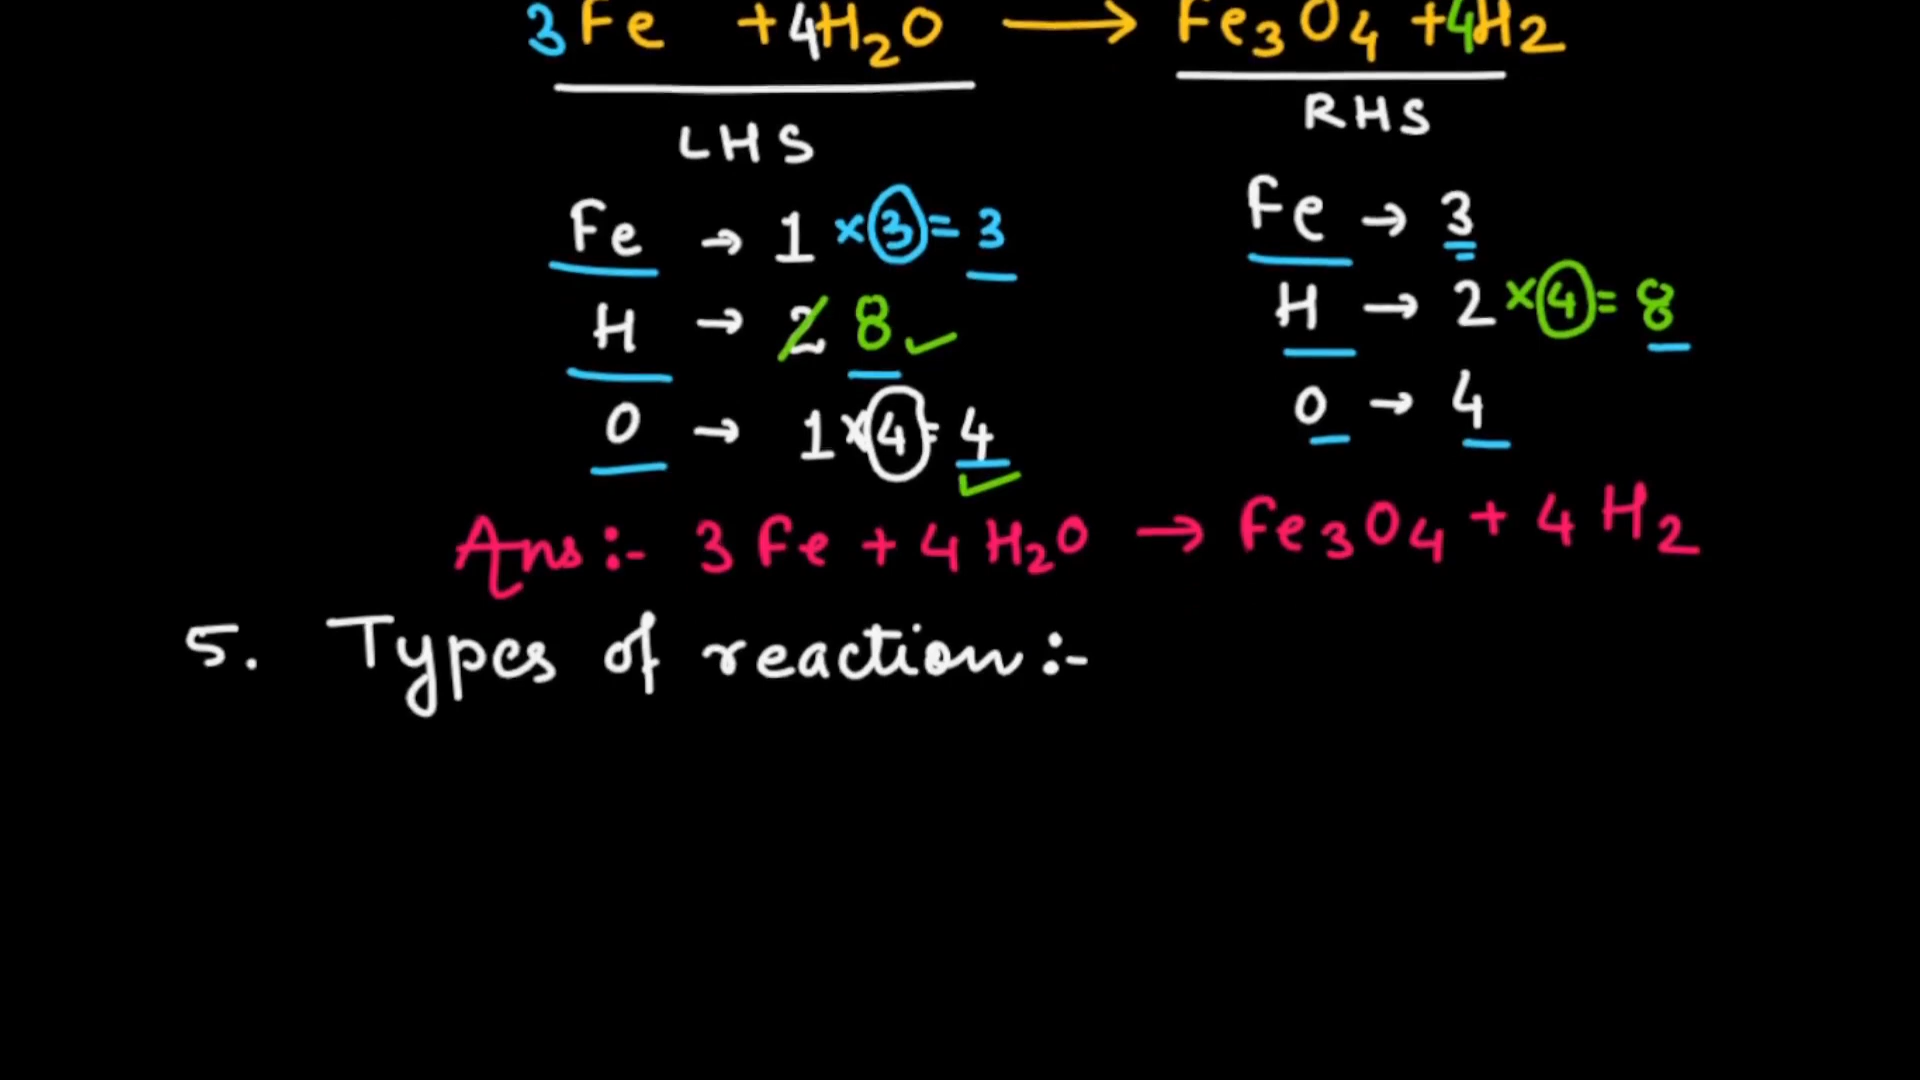 3Fe + 4H₂O → Fe₃O₄ + 4H₂
LHS RHS
Fe → 1 × 3 = 3 Fe → 3
H → 2 8 ✓ H → 2 × 4 = 8
O → 1 × 4 = 4 ✓ O → 4
Ans:- 3Fe + 4H₂O → Fe₃O₄ + 4H₂
5. Types of reaction:-